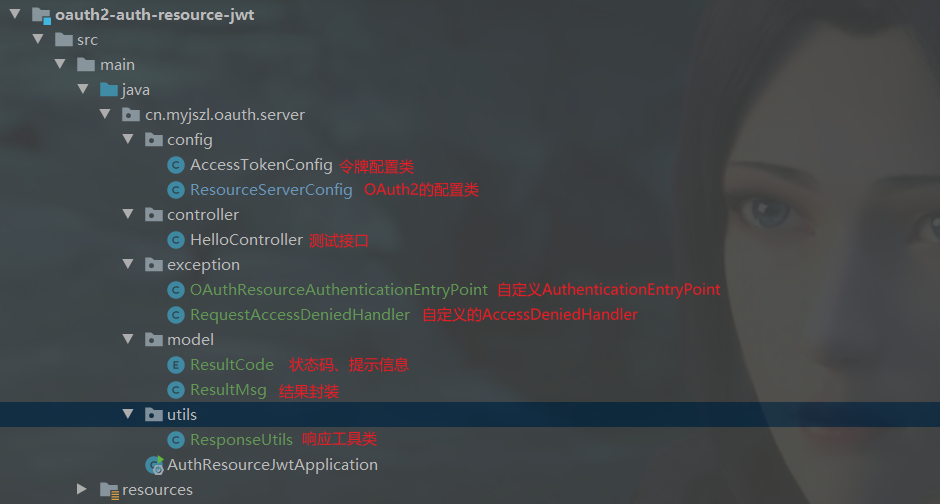 oauth2-auth-resource-jwt
src
main
java
cn.myjszl.oauth.server
config
AccessTokenConfig 令牌配置类
ResourceServerConfig OAuth2的配置类
controller
HelloController 测试接口
exception
OAuthResourceAuthenticationEntryPoint 自定义AuthenticationEntryPoint
RequestAccessDeniedHandler 自定义的AccessDeniedHandler
model
ResultCode 状态码、提示信息
ResultMsg 结果封装
utils
ResponseUtils 响应工具类
AuthResourceJwtApplication
resources